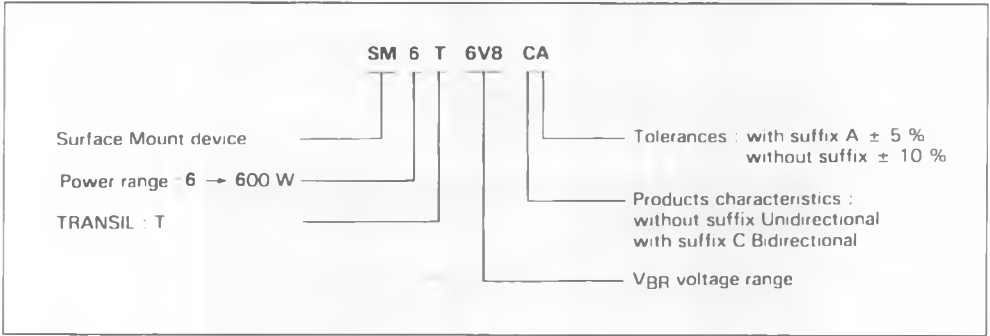 SM 6 T 6V8 CA
Surface Mount device
Power range 6 → 600 W
TRANSIL : T
Tolerances : with suffix A ± 5 %
without suffix ± 10 %
Products characteristics :
without suffix Unidirectional
with suffix C Bidirectional
VBR voltage range